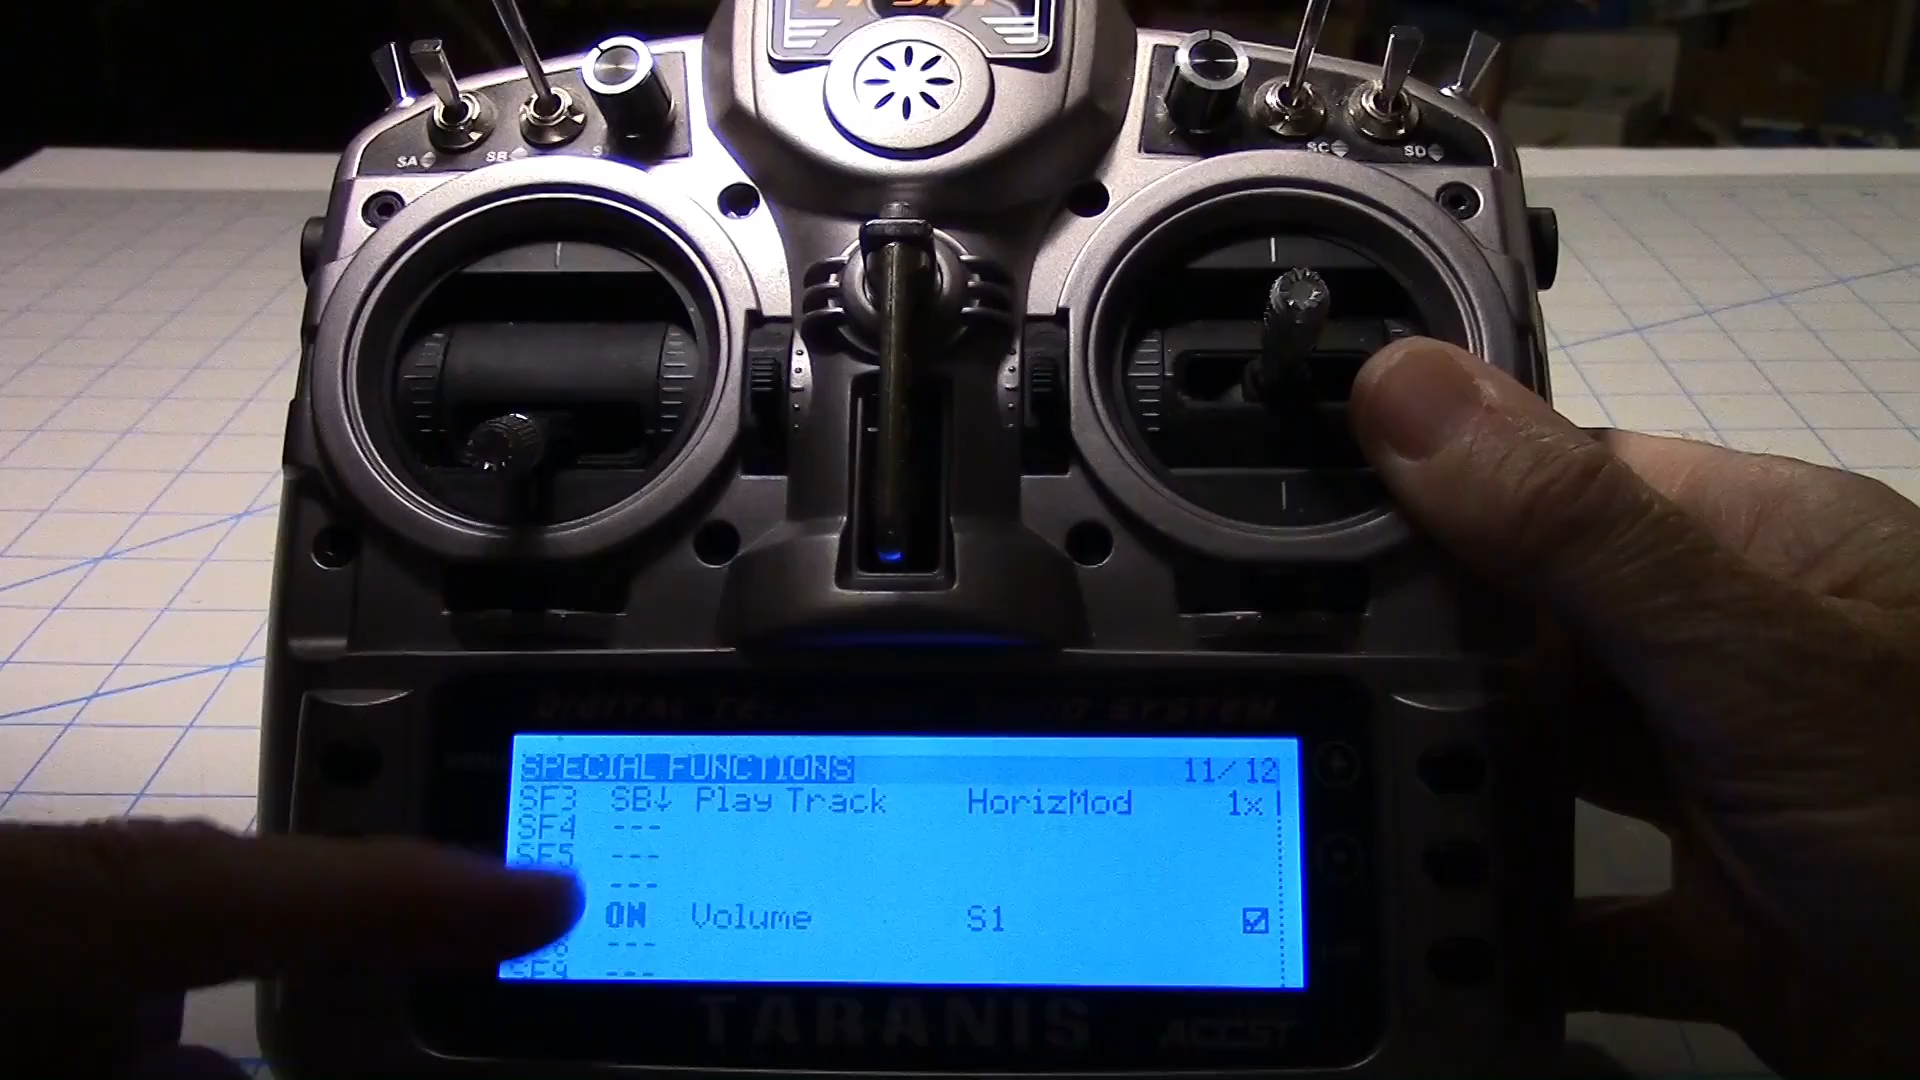 SA SB SC SD
SPECIAL FUNCTIONS 11/12
SF3 SB↓ Play Track HorizMod 1x
SF4 ---
SF5 ---
---
ON Volume S1
---
SF9 ---
TARANIS ACCST